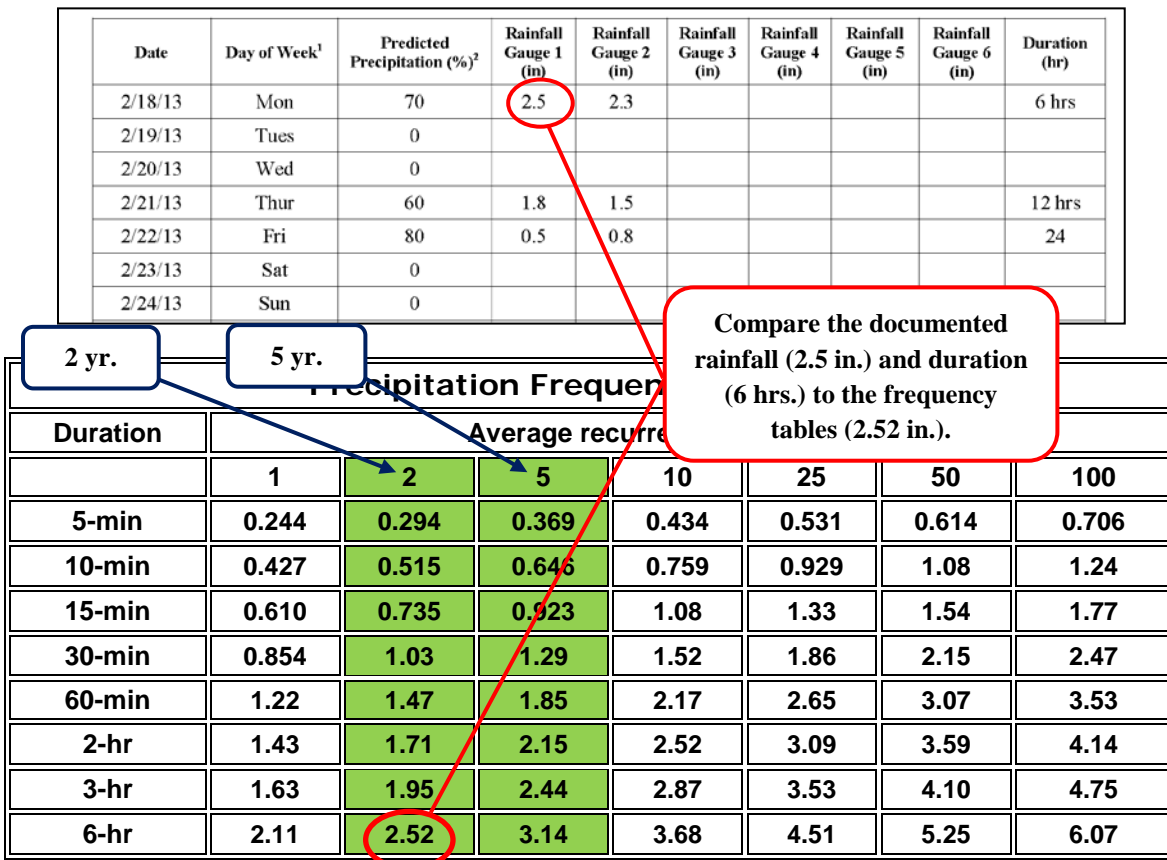 Date Day of Week¹ Predicted Precipitation (%)² Rainfall Gauge 1 (in) Rainfall Gauge 2 (in) Rainfall Gauge 3 (in) Rainfall Gauge 4 (in) Rainfall Gauge 5 (in) Rainfall Gauge 6 (in) Duration (hr)
2/18/13 Mon 70 2.5 2.3 6 hrs
2/19/13 Tues 0
2/20/13 Wed 0
2/21/13 Thur 60 1.8 1.5 12 hrs
2/22/13 Fri 80 0.5 0.8 24
2/23/13 Sat 0
2/24/13 Sun 0
Compare the documented
rainfall (2.5 in.) and duration
(6 hrs.) to the frequency
tables (2.52 in.).
2 yr. 5 yr.
Precipitation Frequen
Duration Average recurre
1 2 5 10 25 50 100
5-min 0.244 0.294 0.369 0.434 0.531 0.614 0.706
10-min 0.427 0.515 0.646 0.759 0.929 1.08 1.24
15-min 0.610 0.735 0.923 1.08 1.33 1.54 1.77
30-min 0.854 1.03 1.29 1.52 1.86 2.15 2.47
60-min 1.22 1.47 1.85 2.17 2.65 3.07 3.53
2-hr 1.43 1.71 2.15 2.52 3.09 3.59 4.14
3-hr 1.63 1.95 2.44 2.87 3.53 4.10 4.75
6-hr 2.11 2.52 3.14 3.68 4.51 5.25 6.07